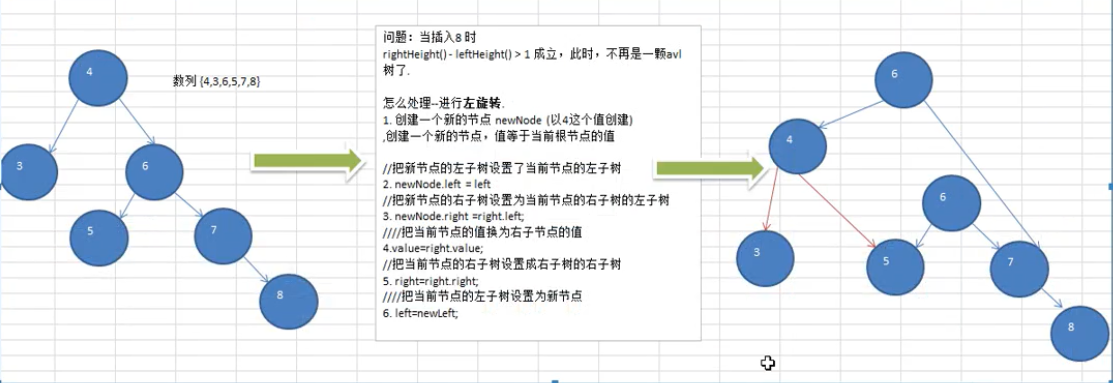 4
数列 {4,3,6,5,7,8}
3
6
5
7
8
问题：当插入8 时
rightHeight() - leftHeight() > 1 成立，此时，不再是一颗avl
树了.
怎么处理--进行左旋转.
1. 创建一个新的节点 newNode (以4这个值创建)
,创建一个新的节点，值等于当前根节点的值
//把新节点的左子树设置了当前节点的左子树
2. newNode.left = left
//把新节点的右子树设置为当前节点的右子树的左子树
3. newNode.right =right.left;
////把当前节点的值换为右子节点的值
4.value=right.value;
//把当前节点的右子树设置成右子树的右子树
5. right=right.right;
////把当前节点的左子树设置为新节点
6. left=newLeft;
6
4
6
3
5
7
8